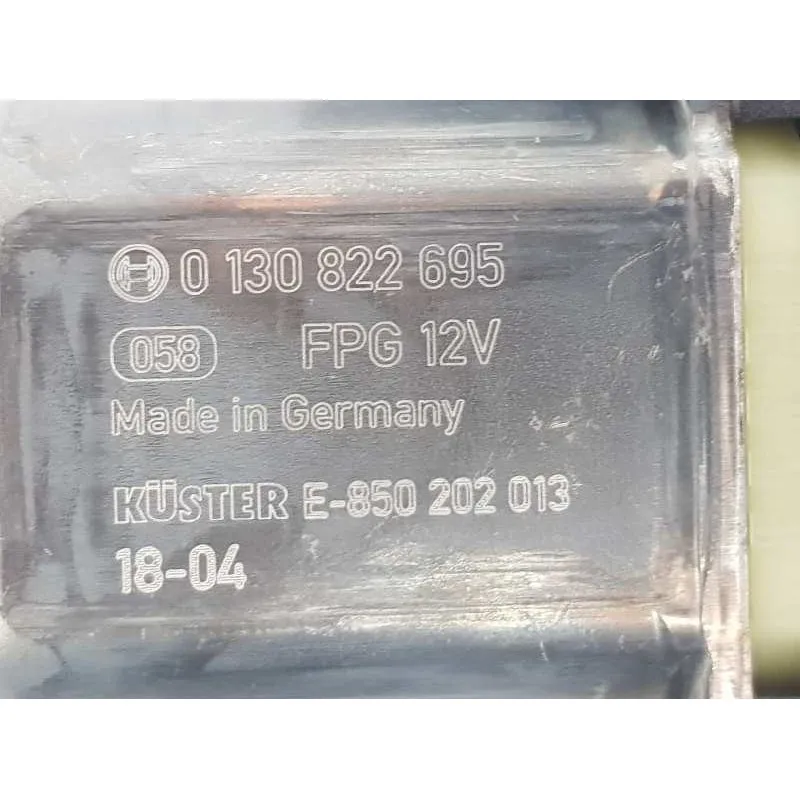 0 130 822 695
058 FPG 12V
Made in Germany
KÜSTER E-850 202 013
18-04